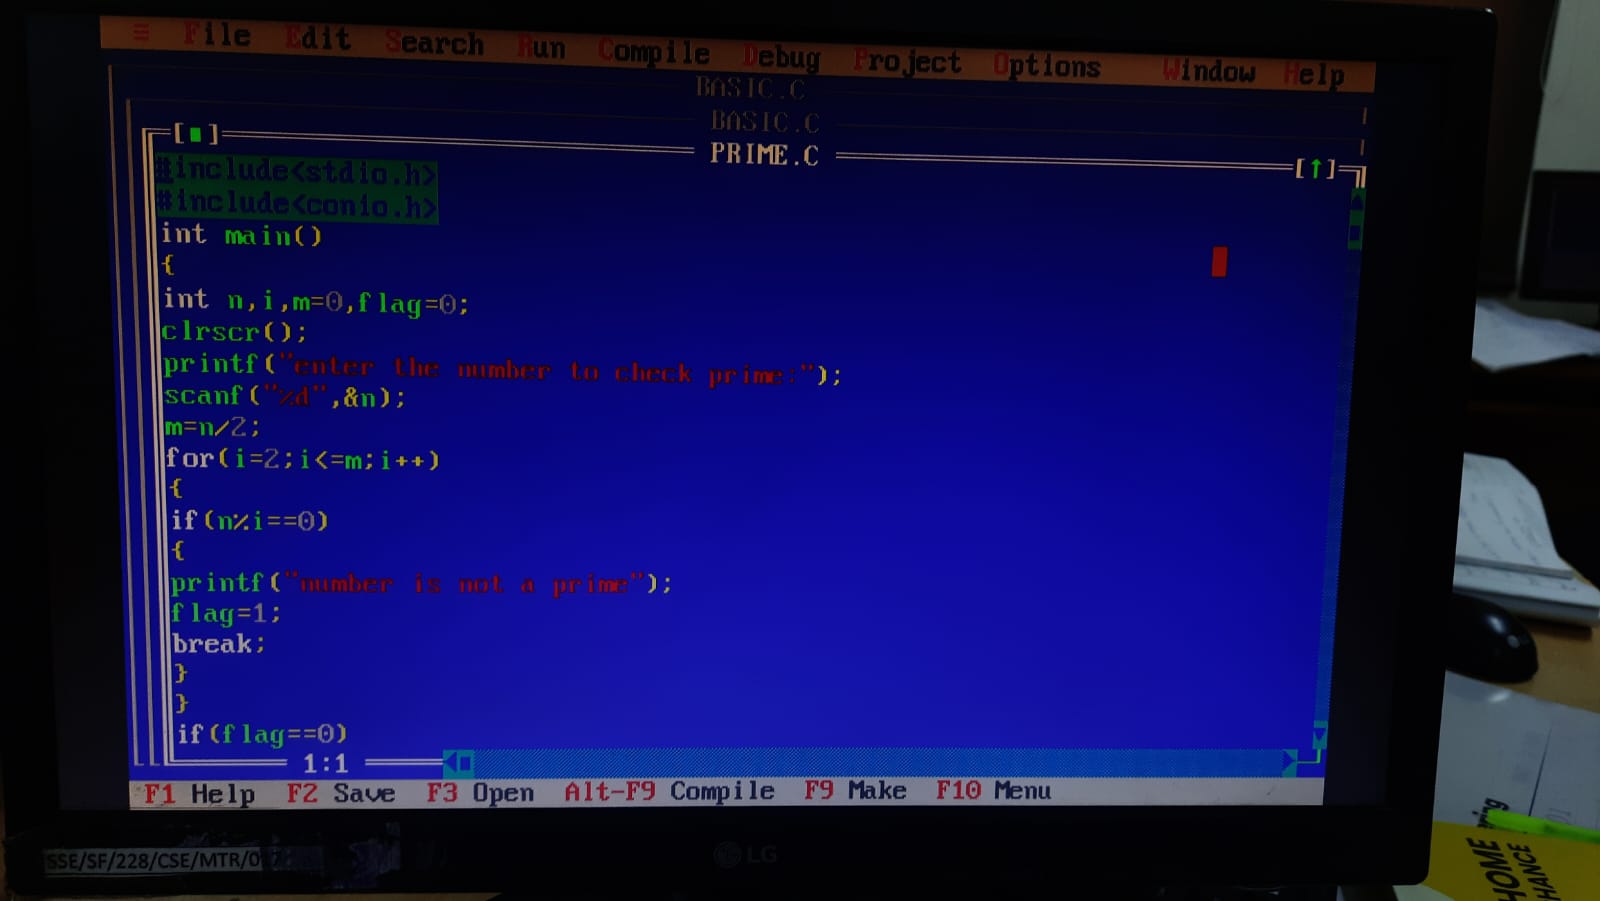 ≡ File Edit Search Run Compile Debug Project Options Window Help
BASIC.C
BASIC.C
[■] PRIME.C [↑]
#include<stdio.h>
#include<conio.h>
int main()
{
int n,i,m=0,flag=0;
clrscr();
printf("enter the number to check prime:");
scanf("%d",&n);
m=n/2;
for(i=2;i<=m;i++)
{
if(n%i==0)
{
printf("number is not a prime");
flag=1;
break;
}
}
if(flag==0)
1:1
F1 Help F2 Save F3 Open Alt-F9 Compile F9 Make F10 Menu
SSE/SF/228/CSE/MTR/017
LG
HOME